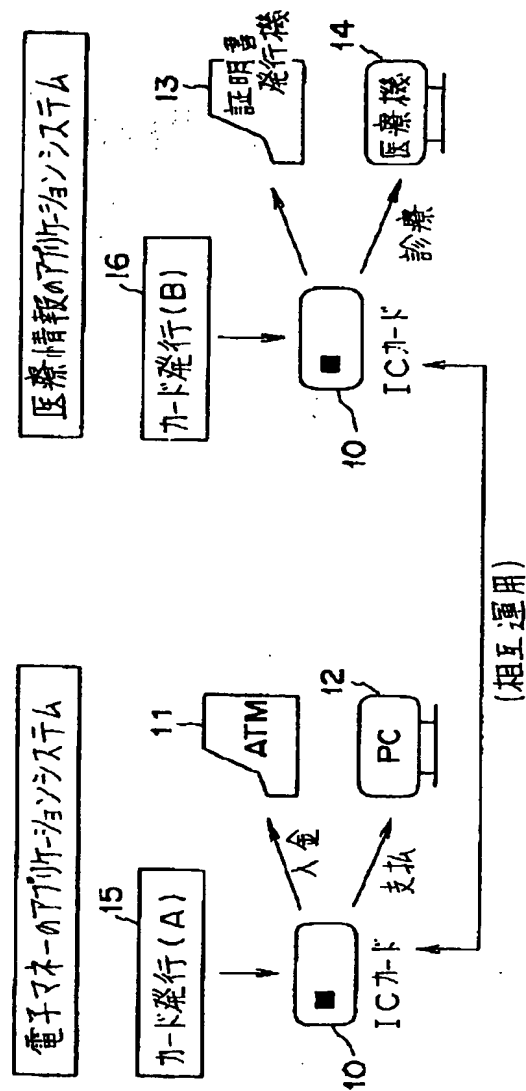 電子マネーのアプリケーションシステム
15
カード発行(A)
11
ATM
入金
12
PC
支払
10
ICカード
医療情報のアプリケーションシステム
16
カード発行(B)
13
証明書
発行機
14
医療機
診療
10
ICカード
(相互運用)